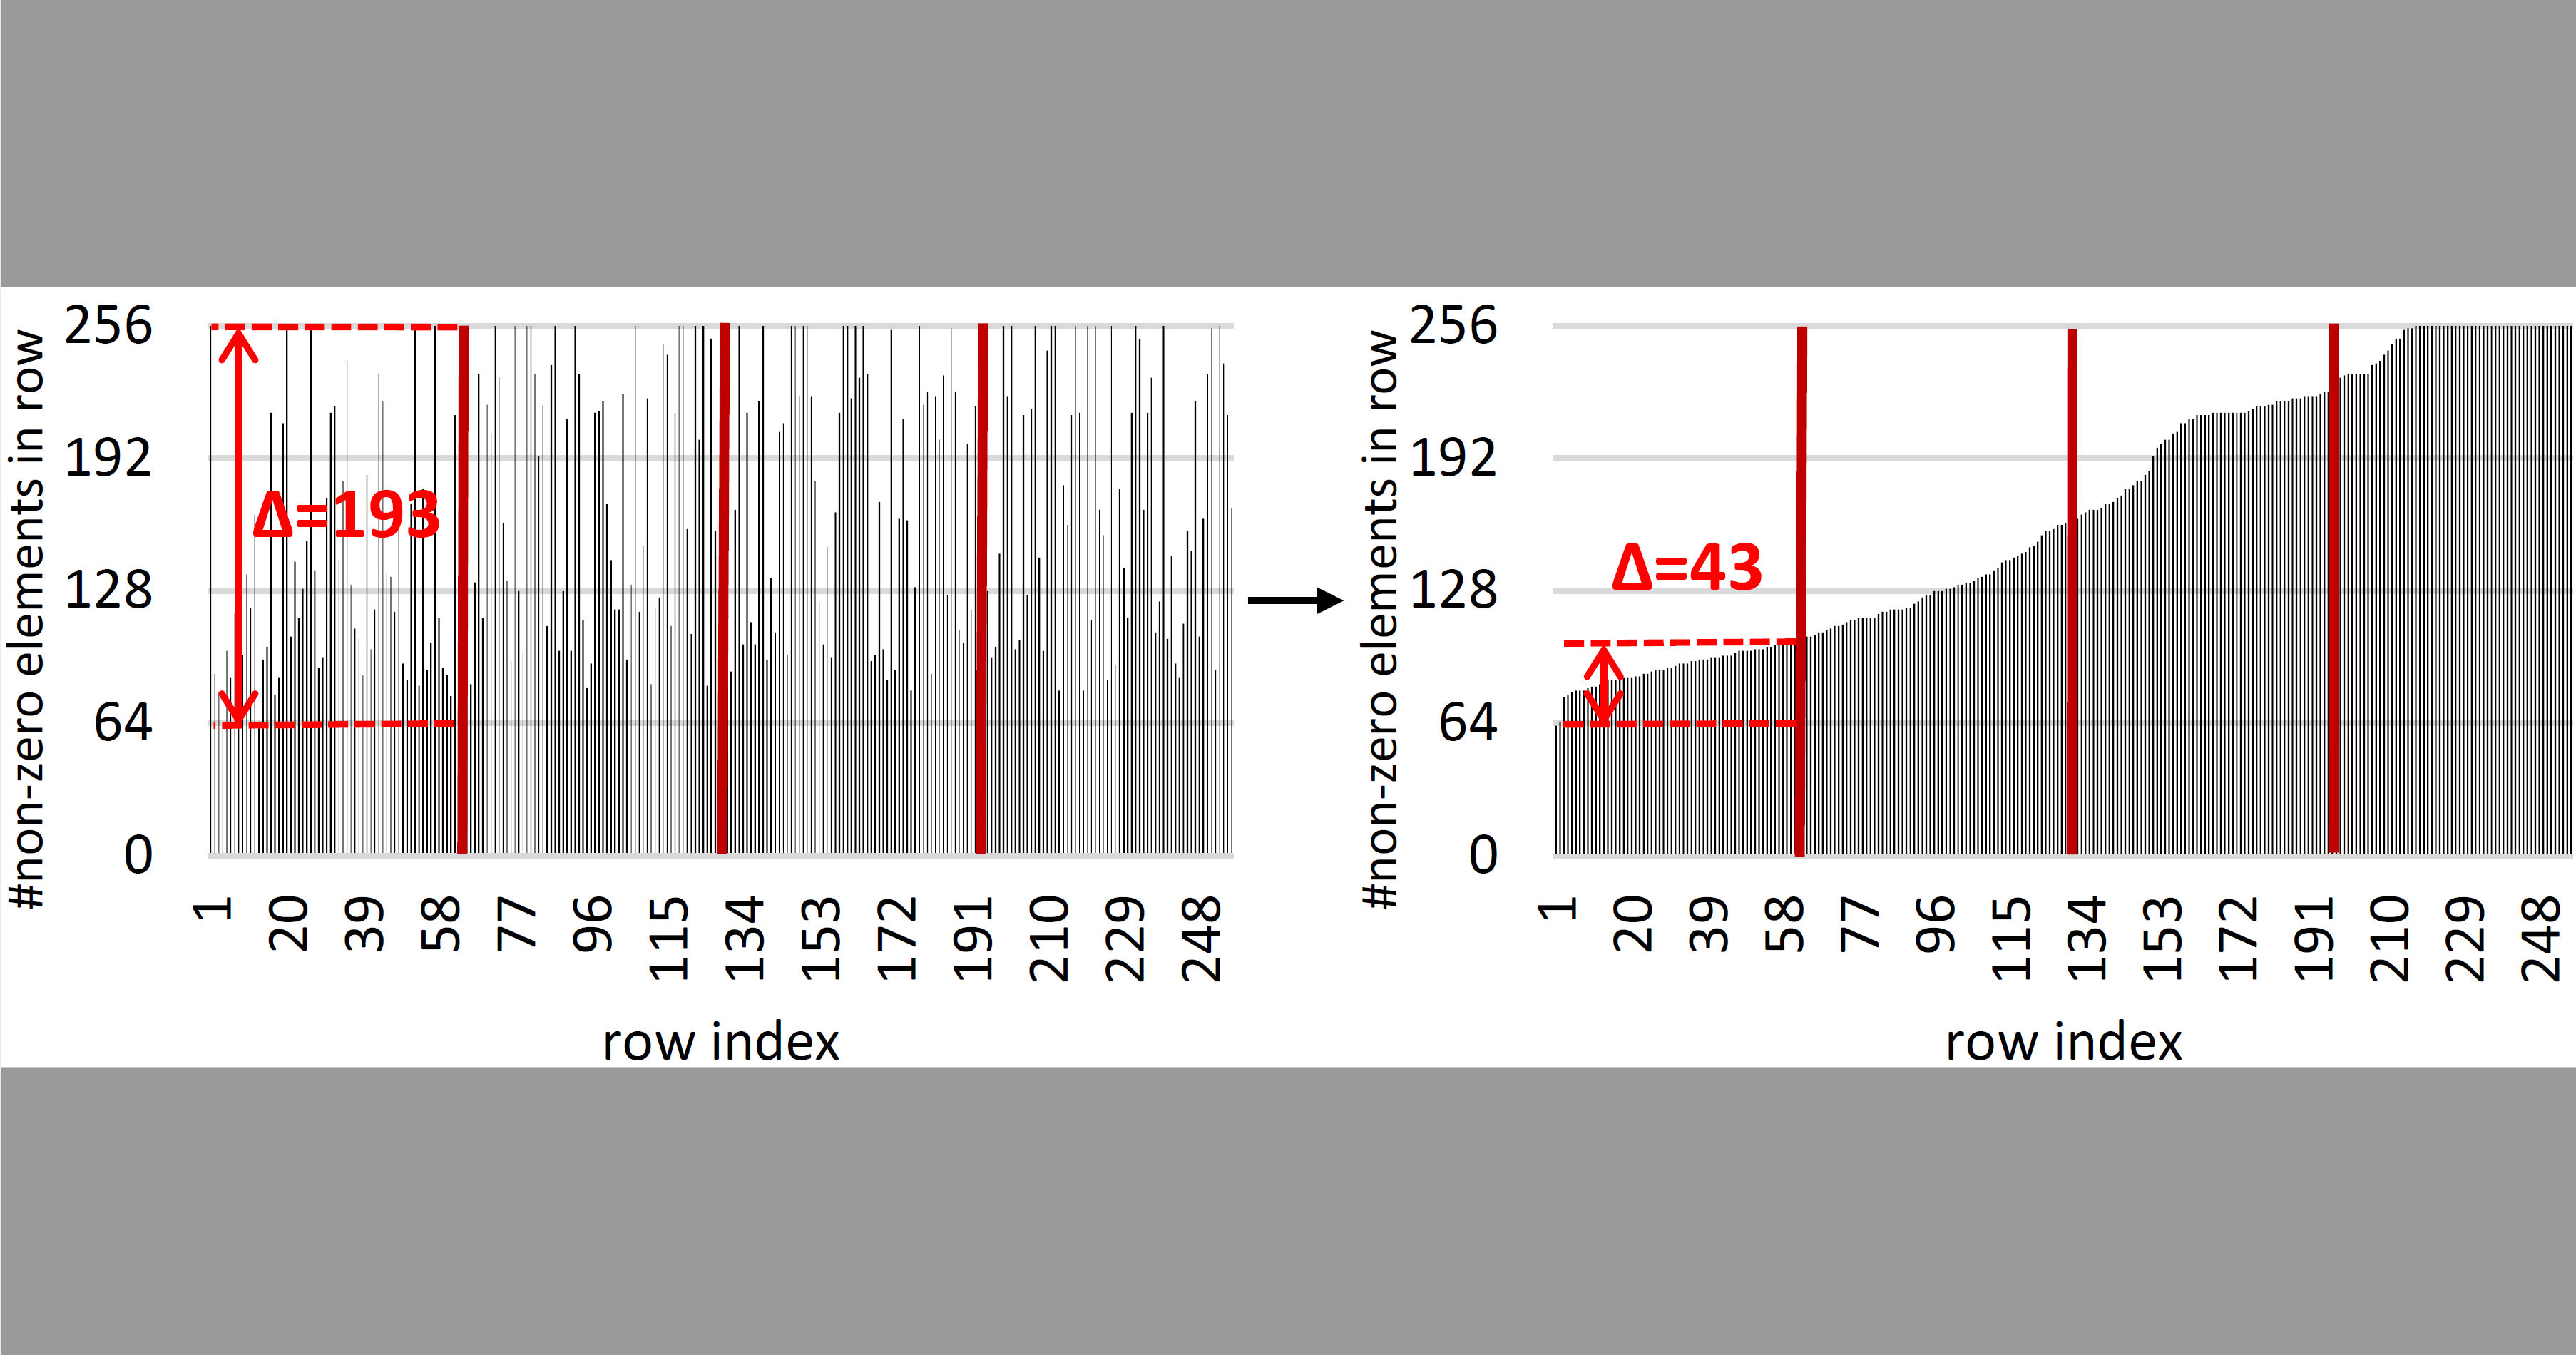 #non-zero elements in row
256
192
128
64
0
Δ=193
1 20 39 58 77 96 115 134 153 172 191 210 229 248
row index
#non-zero elements in row
256
192
128
64
0
Δ=43
1 20 39 58 77 96 115 134 153 172 191 210 229 248
row index